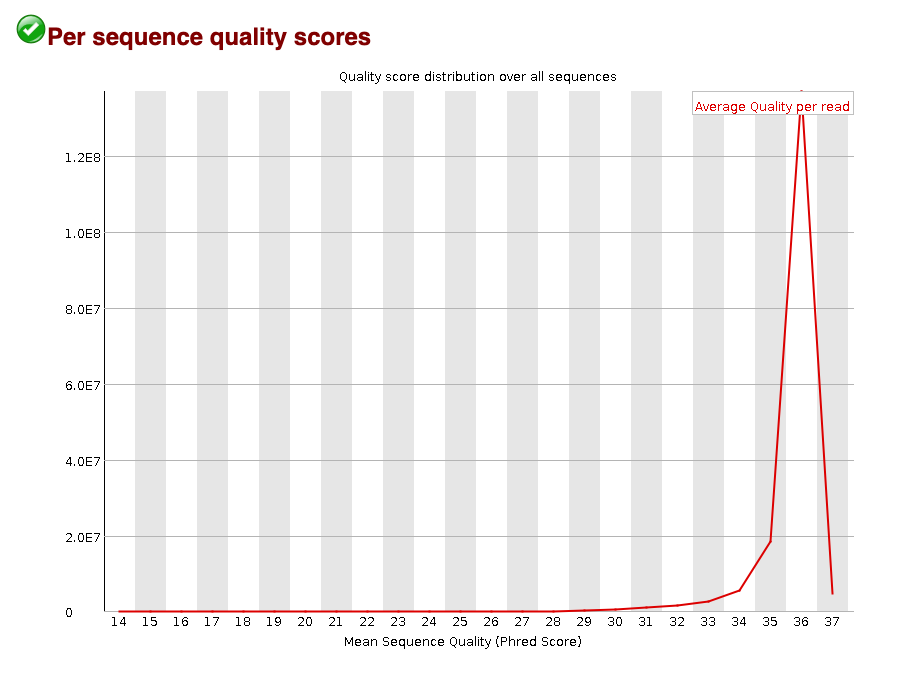 Per sequence quality scores
Quality score distribution over all sequences
Average Quality per read
1.2E8
1.0E8
8.0E7
6.0E7
4.0E7
2.0E7
0
14 15 16 17 18 19 20 21 22 23 24 25 26 27 28 29 30 31 32 33 34 35 36 37
Mean Sequence Quality (Phred Score)